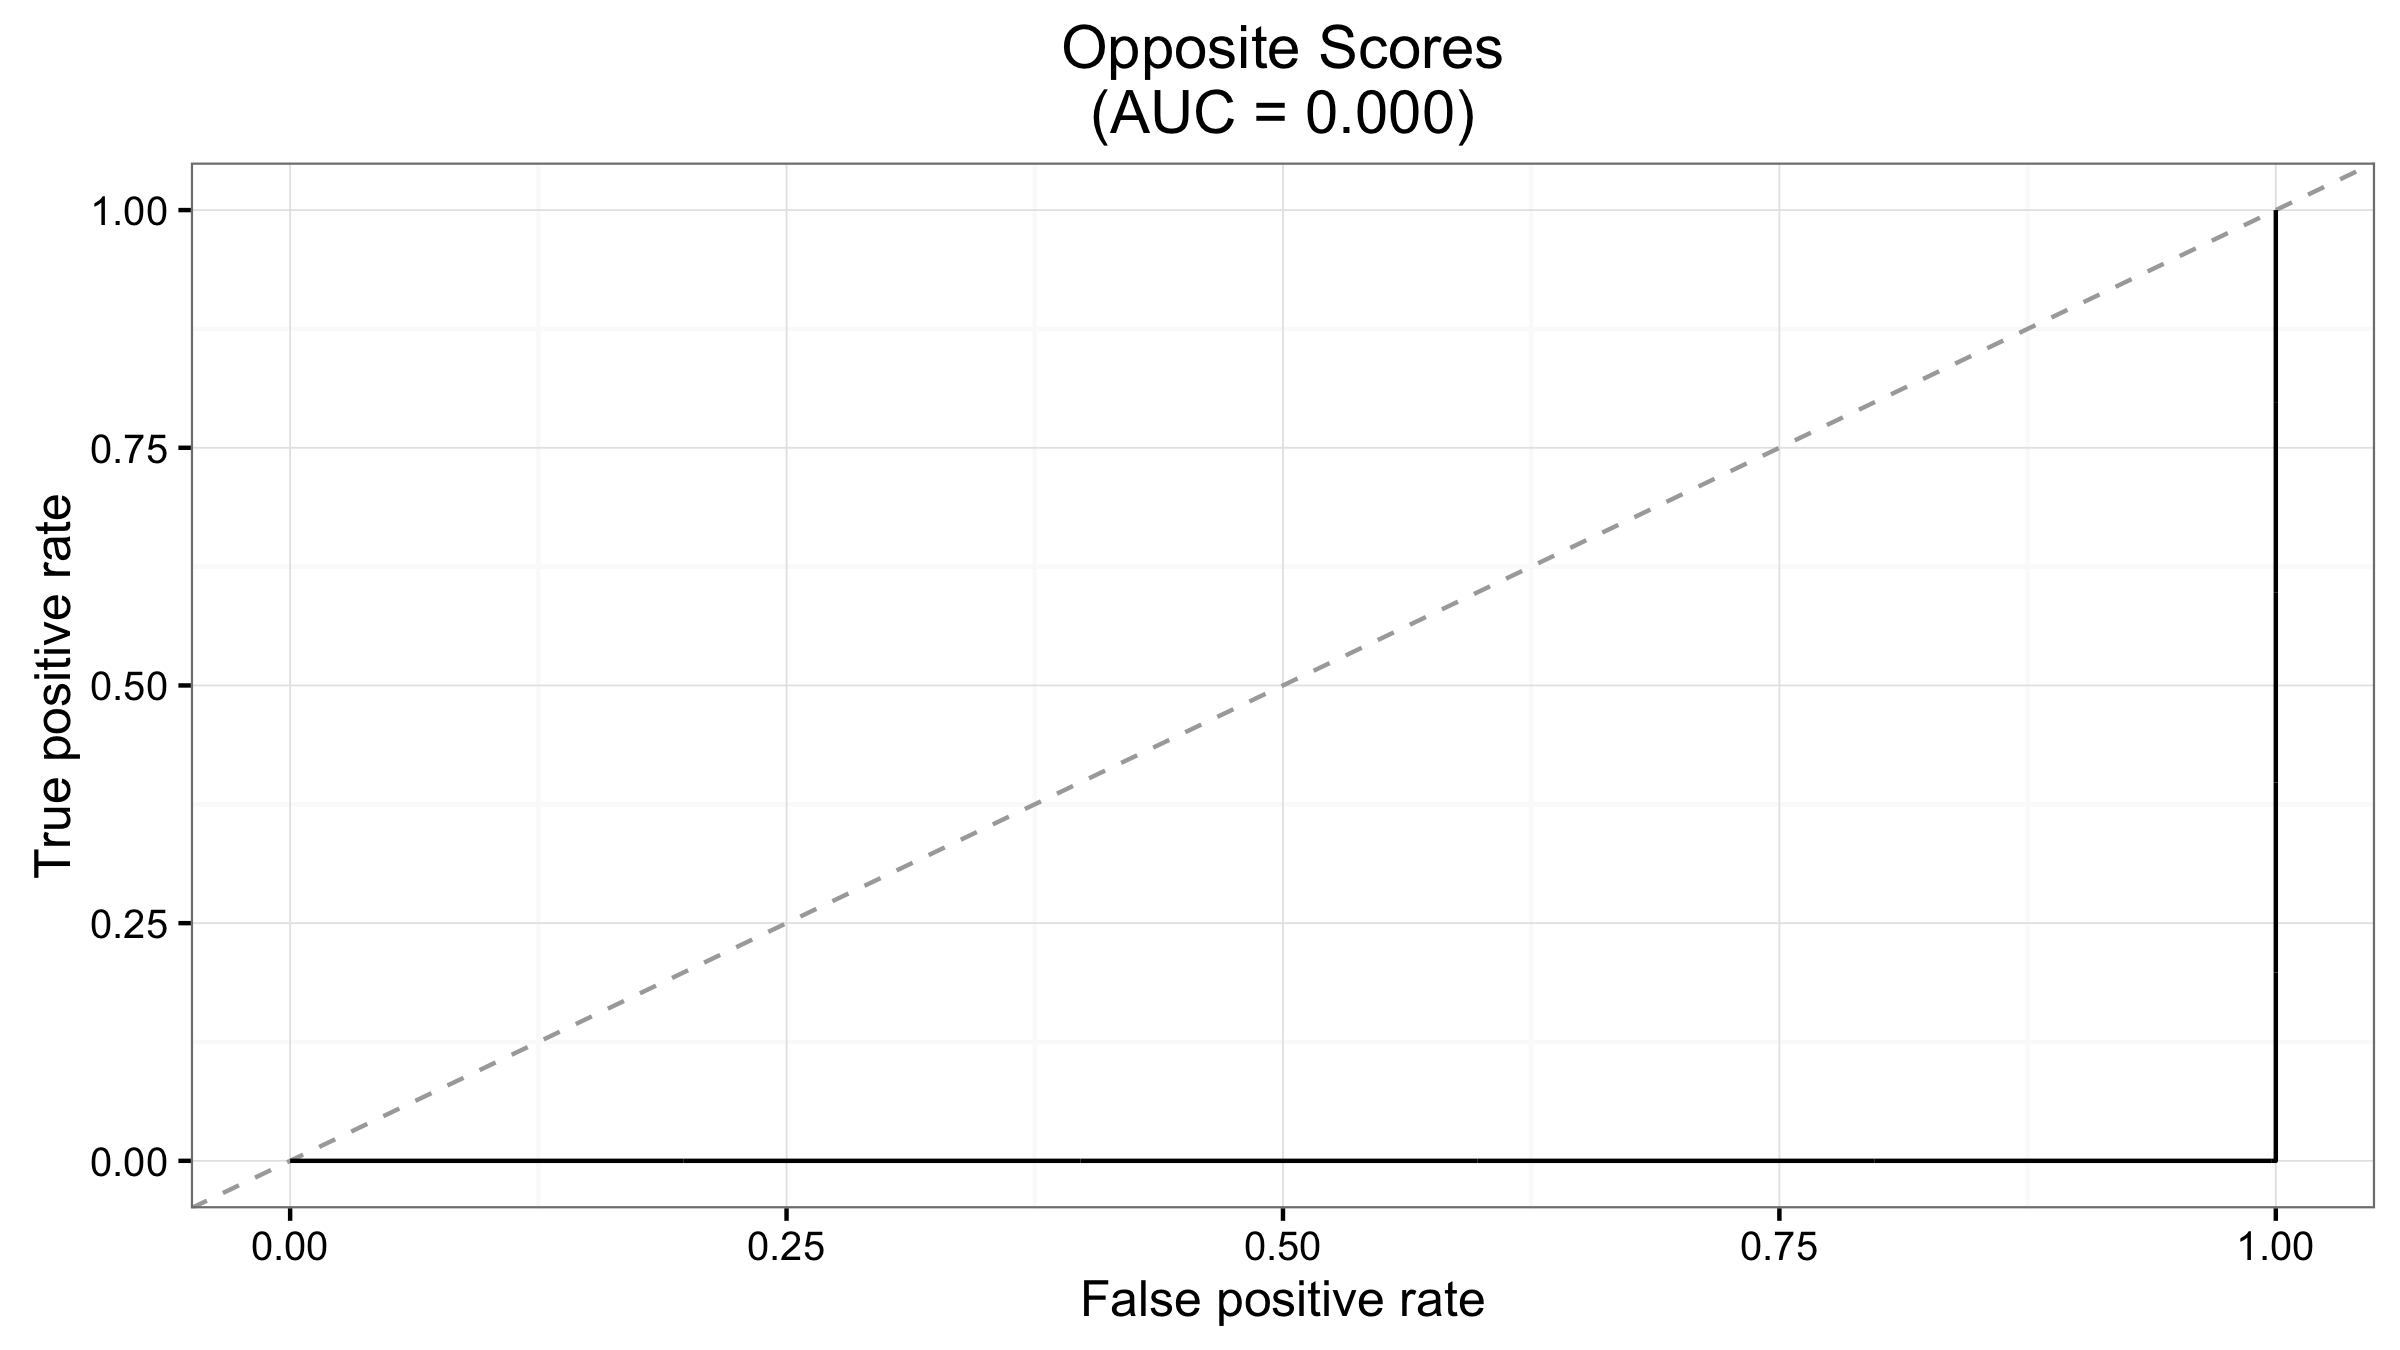 Opposite Scores
(AUC = 0.000)
1.00
0.75
0.50
0.25
0.00
True positive rate
0.00 0.25 0.50 0.75 1.00
False positive rate